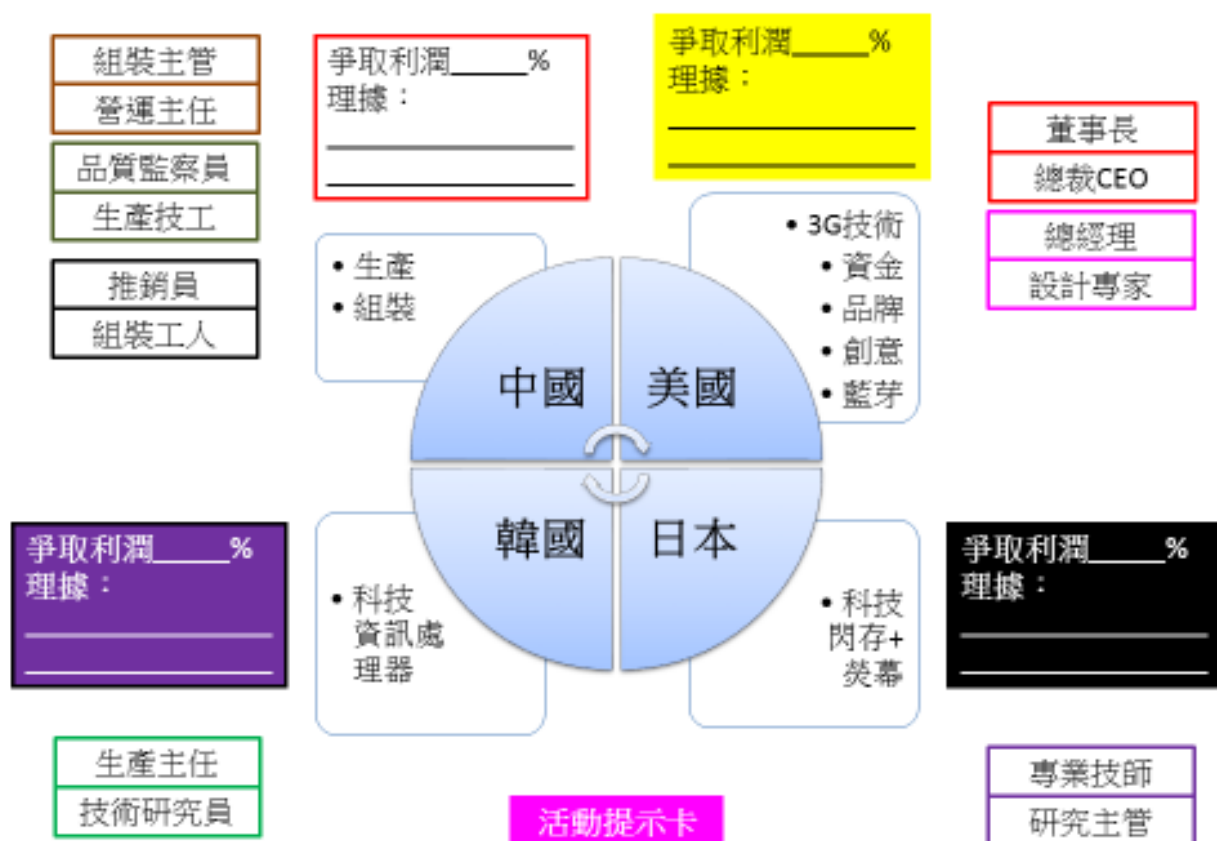 組裝主管
營運主任
品質監察員
生產技工
推銷員
組裝工人
爭取利潤_____%
理據：
爭取利潤_____%
理據：
董事長
總裁CEO
總經理
設計專家
• 生產
• 組裝
• 3G技術
• 資金
• 品牌
• 創意
• 藍芽
中國
美國
韓國
日本
爭取利潤_____%
理據：
• 科技
資訊處
理器
• 科技
閃存+
熒幕
爭取利潤_____%
理據：
生產主任
技術研究員
活動提示卡
專業技師
研究主管